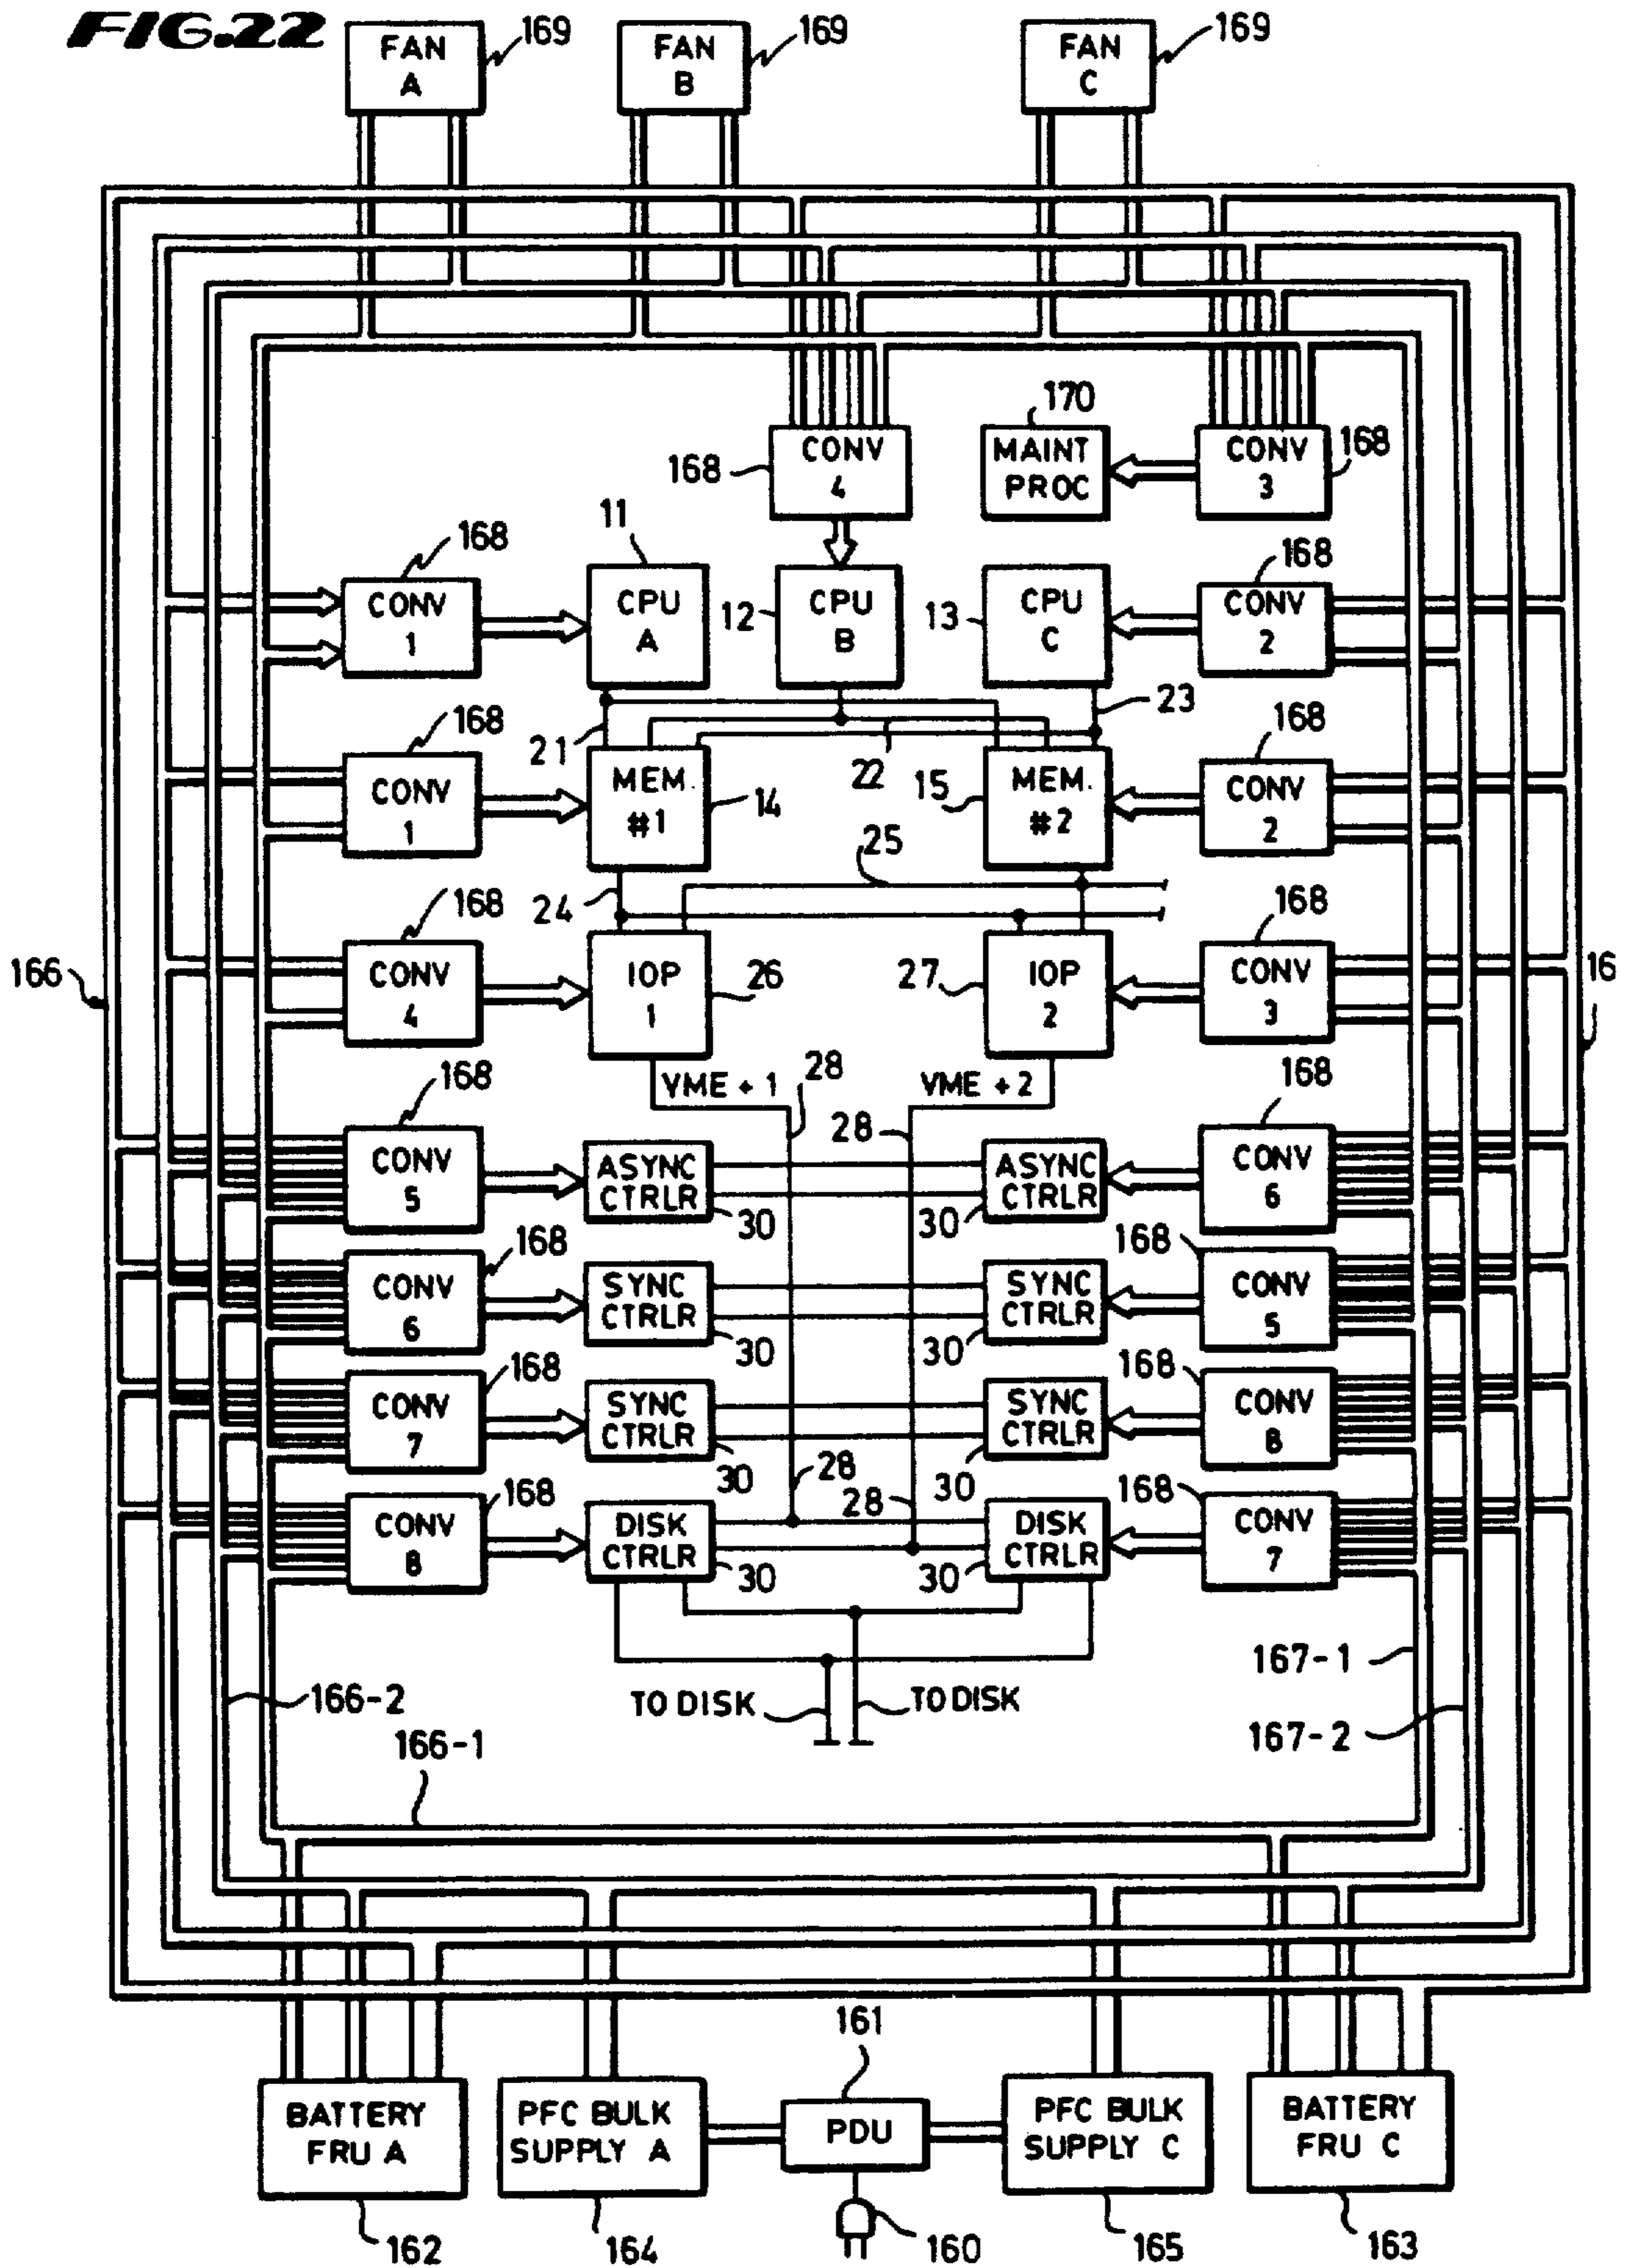 FIG.22
FAN
A
169
FAN
B
169
FAN
C
169
170
168
CONV
4
MAINT
PROC
CONV
3
168
11
168
168
CONV
1
CPU
A
12
CPU
B
13
CPU
C
CONV
2
23
168
21
22
168
CONV
1
MEM.
#1
14
15
MEM.
#2
CONV
2
25
168
24
168
166
CONV
4
IOP
1
26
27
IOP
2
CONV
3
16
168
VME + 1
28
VME + 2
168
28
CONV
5
ASYNC
CTRLR
30
ASYNC
CTRLR
30
CONV
6
168
168
CONV
6
SYNC
CTRLR
30
SYNC
CTRLR
30
CONV
5
168
168
CONV
7
SYNC
CTRLR
30
SYNC
CTRLR
30
CONV
8
28
168
28
168
CONV
8
DISK
CTRLR
30
DISK
CTRLR
30
CONV
7
167-1
166-2
TO DISK
TO DISK
166-1
167-2
161
BATTERY
FRU A
PFC BULK
SUPPLY A
PDU
PFC BULK
SUPPLY C
BATTERY
FRU C
162
164
160
165
163